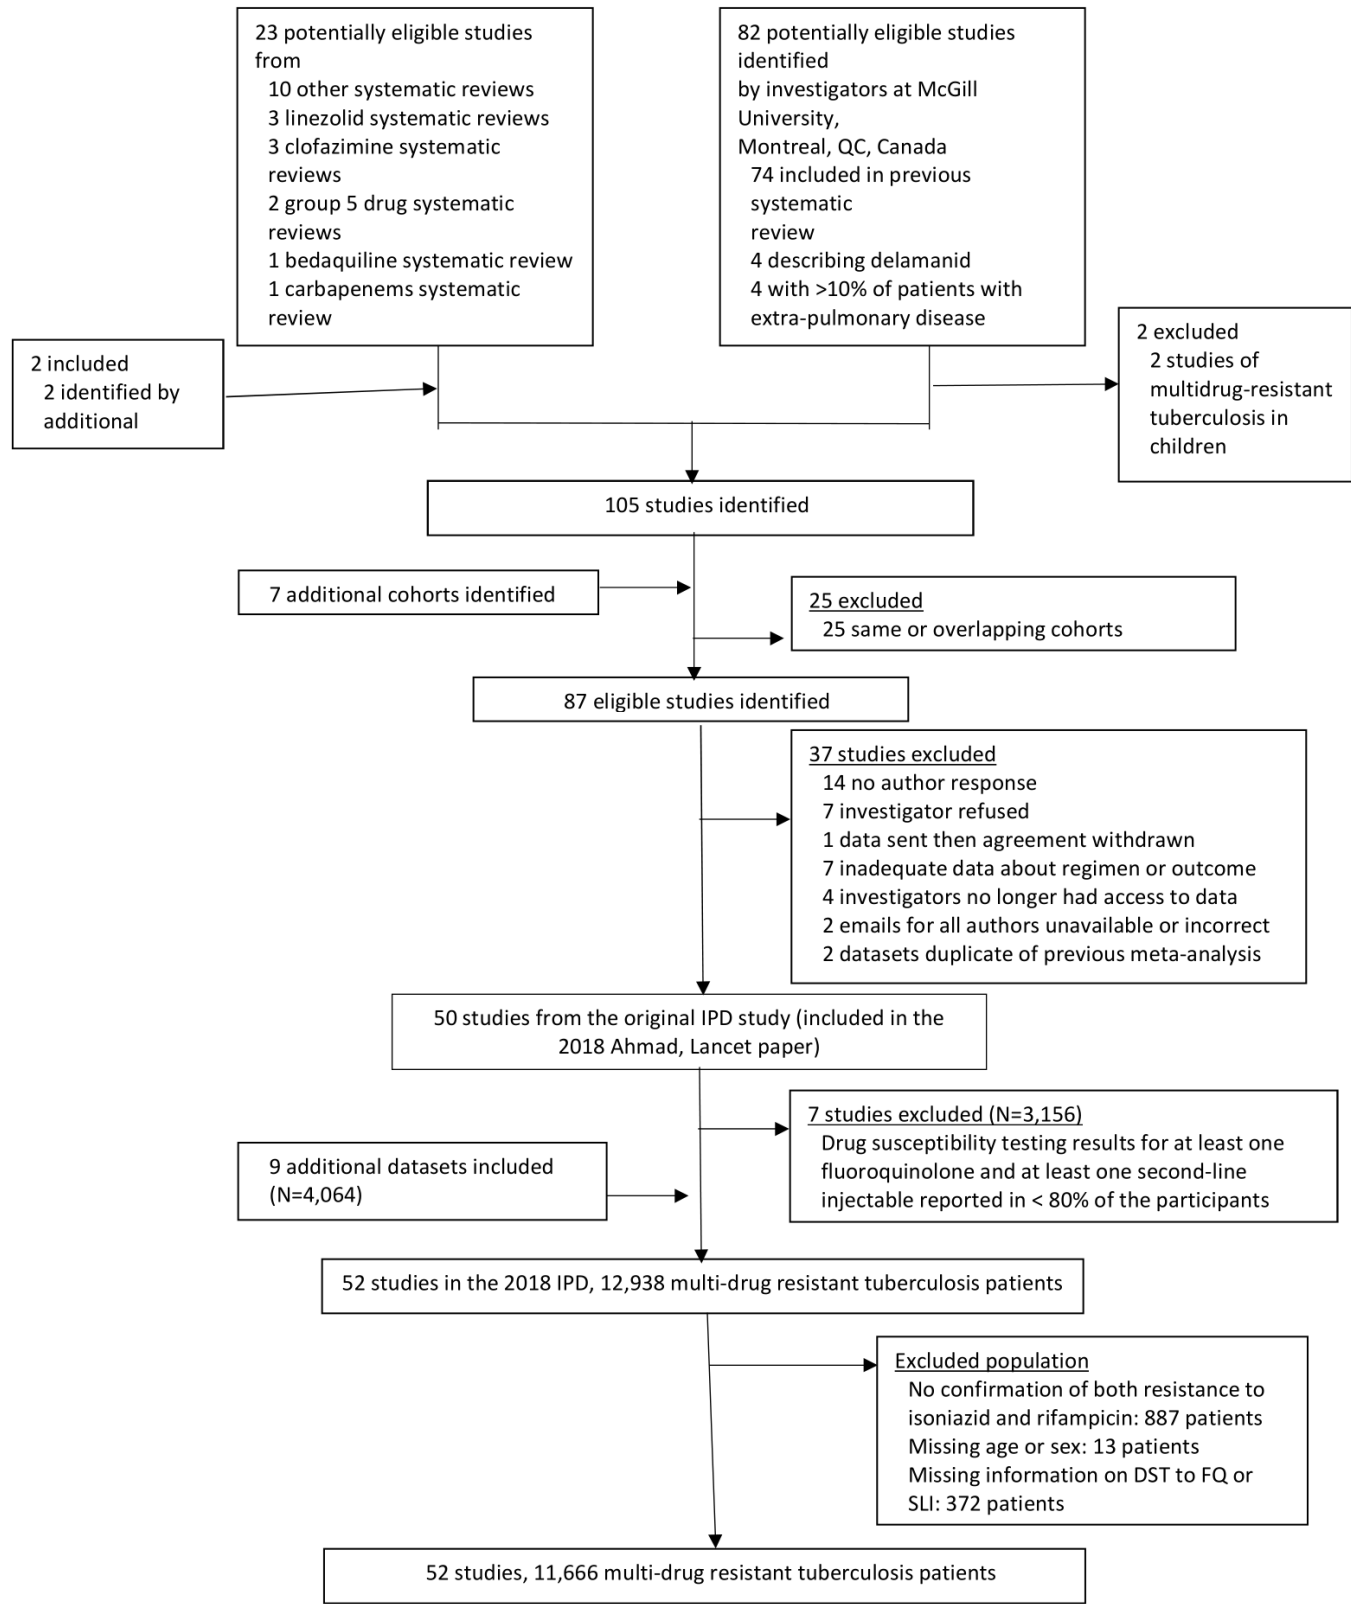 23 potentially eligible studies
from
10 other systematic reviews
3 linezolid systematic reviews
3 clofazimine systematic
reviews
2 group 5 drug systematic
reviews
1 bedaquiline systematic review
1 carbapenems systematic
review
82 potentially eligible studies
identified
by investigators at McGill
University,
Montreal, QC, Canada
74 included in previous
systematic
review
4 describing delamanid
4 with >10% of patients with
extra-pulmonary disease
2 included
2 identified by
additional
2 excluded
2 studies of
multidrug-resistant
tuberculosis in
children
105 studies identified
7 additional cohorts identified
25 excluded
25 same or overlapping cohorts
87 eligible studies identified
37 studies excluded
14 no author response
7 investigator refused
1 data sent then agreement withdrawn
7 inadequate data about regimen or outcome
4 investigators no longer had access to data
2 emails for all authors unavailable or incorrect
2 datasets duplicate of previous meta-analysis
50 studies from the original IPD study (included in the
2018 Ahmad, Lancet paper)
7 studies excluded (N=3,156)
Drug susceptibility testing results for at least one
fluoroquinolone and at least one second-line
injectable reported in < 80% of the participants
9 additional datasets included
(N=4,064)
52 studies in the 2018 IPD, 12,938 multi-drug resistant tuberculosis patients
Excluded population
No confirmation of both resistance to
isoniazid and rifampicin: 887 patients
Missing age or sex: 13 patients
Missing information on DST to FQ or
SLI: 372 patients
52 studies, 11,666 multi-drug resistant tuberculosis patients